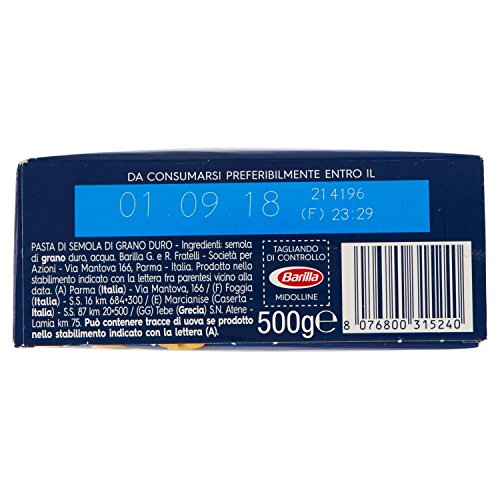 DA CONSUMARSI PREFERIBILMENTE ENTRO IL
01.09.18
214196
(F) 23:29
PASTA DI SEMOLA DI GRANO DURO - Ingredienti: semola
di grano duro, acqua. Barilla G. e R. Fratelli - Società per
Azioni - Via Mantova 166, Parma - Italia. Prodotto nello
stabilimento indicato con la lettera fra parentesi vicino alla
data. (A) Parma (Italia) - Via Mantova, 166 / (F) Foggia
(Italia) - S.S. 16 km 684+300 / (E) Marcianise (Caserta-
Italia) - S.S. 87 km 20+500 / (GG) Tebe (Grecia) S.N. Atene -
Lamia km 75. Può contenere tracce di uova se prodotto
nello stabilimento indicato con la lettera (A).
TAGLIANDO
DI CONTROLLO
Barilla
MIDOLLINE
500g℮
8 076800 315240